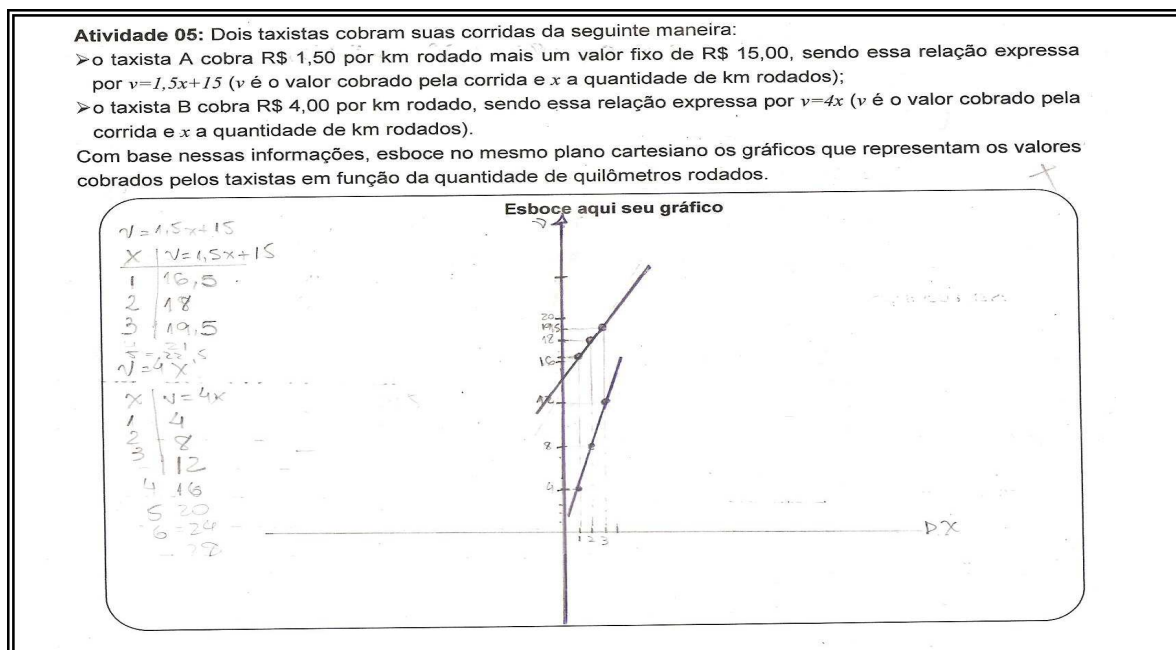 Atividade 05: Dois taxistas cobram suas corridas da seguinte maneira:
➢o taxista A cobra R$ 1,50 por km rodado mais um valor fixo de R$ 15,00, sendo essa relação expressa
por v=1,5x+15 (v é o valor cobrado pela corrida e x a quantidade de km rodados);
➢o taxista B cobra R$ 4,00 por km rodado, sendo essa relação expressa por v=4x (v é o valor cobrado pela
corrida e x a quantidade de km rodados).
Com base nessas informações, esboce no mesmo plano cartesiano os gráficos que representam os valores
cobrados pelos taxistas em função da quantidade de quilômetros rodados.
Esboce aqui seu gráfico
v=1,5x+15
x | v=1,5x+15
1 | 16,5
2 | 18
3 | 19,5
21
22,5
v=4x
x | v=4x
1 4
2 8
3 12
4 16
5 20
6 24
28
v
20
19,5
18
16
12
8
4
1 2 3
x